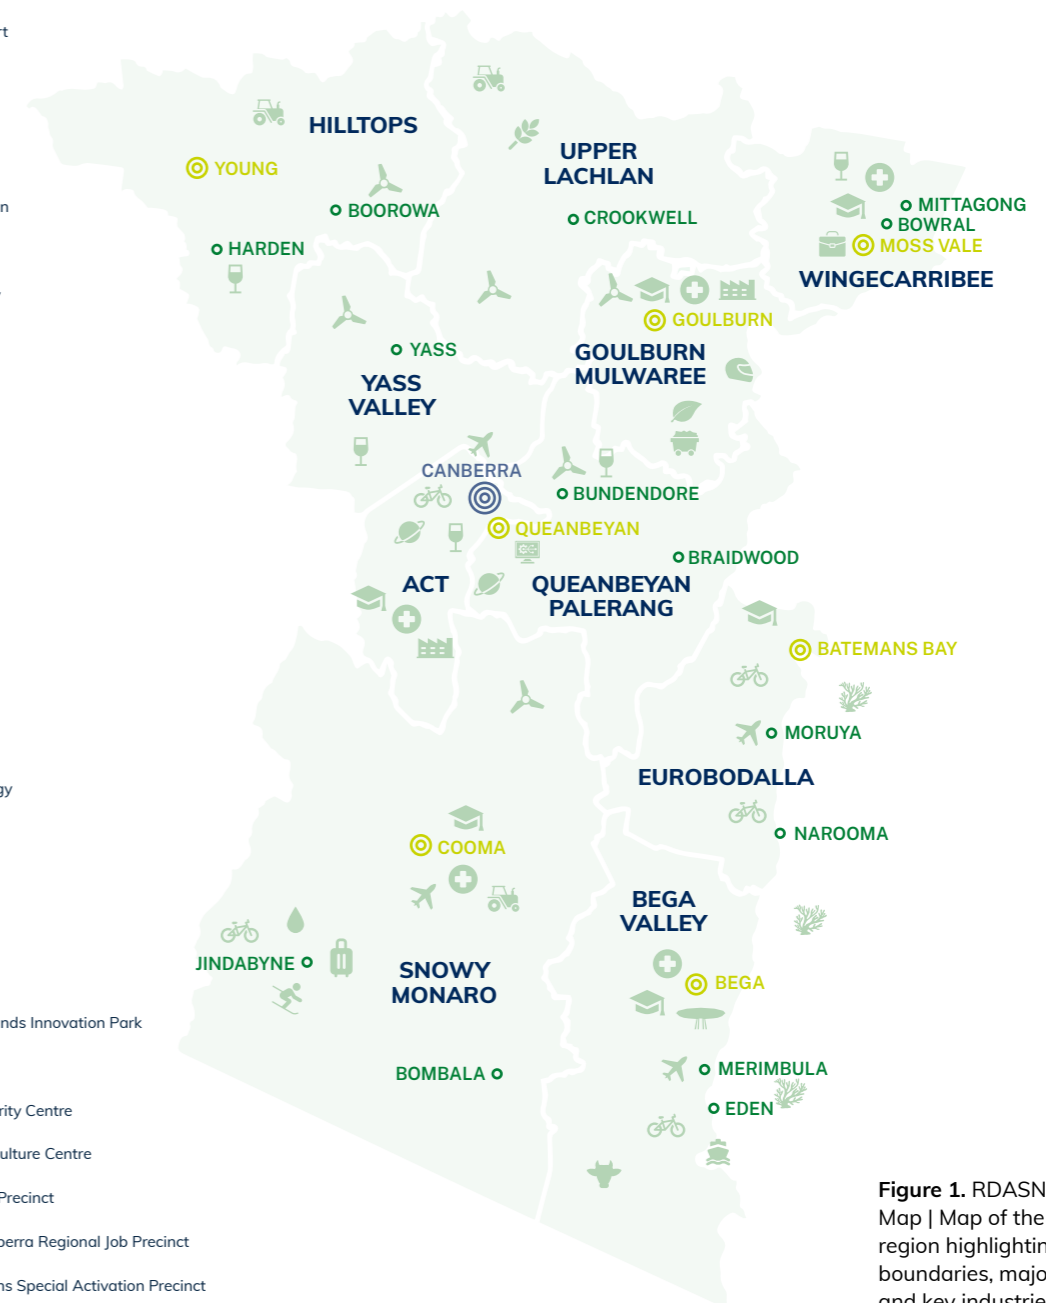 rt
n
gy
nds Innovation Park
rity Centre
ulture Centre
Precinct
berra Regional Job Precinct
ns Special Activation Precinct
HILLTOPS
YOUNG
BOOROWA
HARDEN
UPPER
LACHLAN
CROOKWELL
MITTAGONG
BOWRAL
MOSS VALE
WINGECARRIBEE
GOULBURN
GOULBURN
MULWAREE
YASS
YASS
VALLEY
CANBERRA
BUNDENDORE
QUEANBEYAN
BRAIDWOOD
ACT
QUEANBEYAN
PALERANG
BATEMANS BAY
MORUYA
EUROBODALLA
NAROOMA
COOMA
BEGA
VALLEY
BEGA
JINDABYNE
SNOWY
MONARO
BOMBALA
MERIMBULA
EDEN
Figure 1. RDASN
Map | Map of the
region highlightin
boundaries, majo
and key industrie